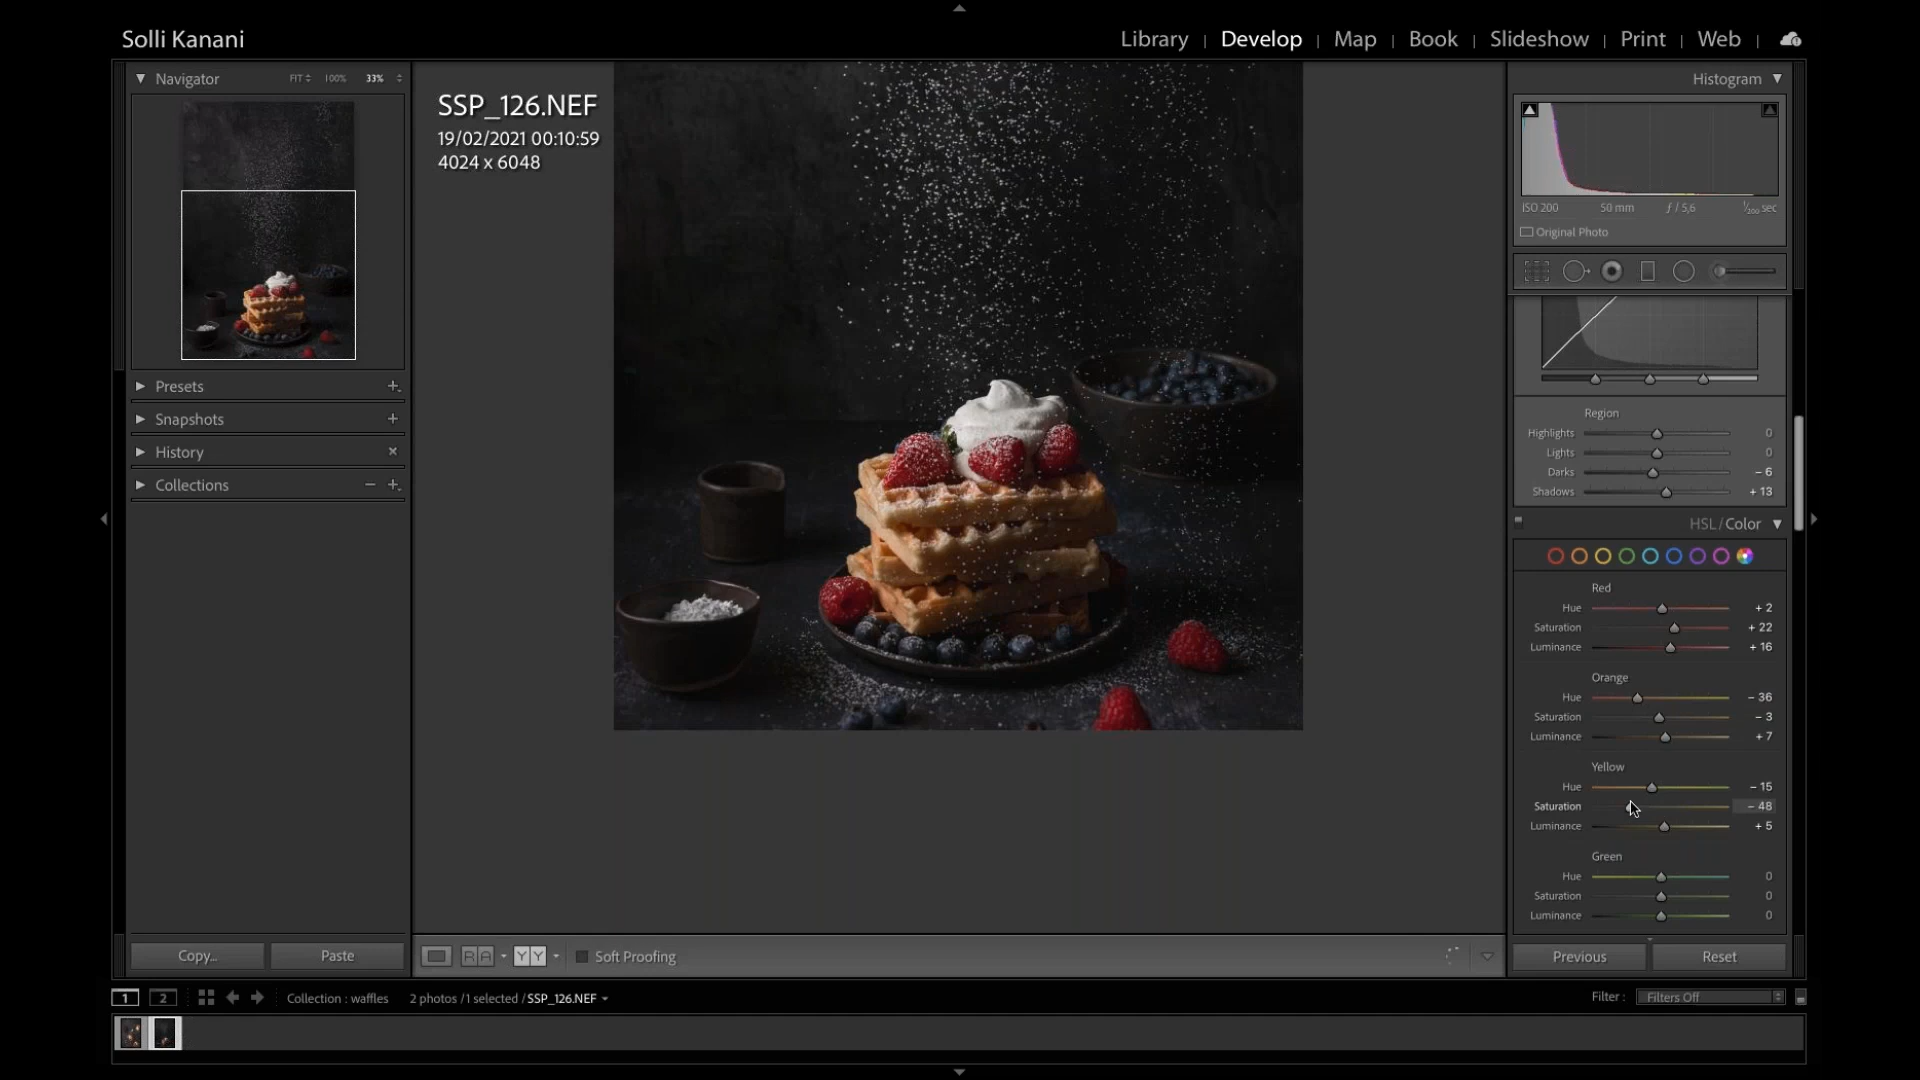 Solli Kanani
Library | Develop | Map | Book | Slideshow | Print | Web |
Navigator FIT 100% 33%
Presets
Snapshots
History
Collections
Copy... Paste
SSP_126.NEF
19/02/2021 00:10:59
4024 x 6048
Histogram
ISO 200 50 mm ƒ / 5,6 1/200 sec
Original Photo
Region
Highlights 0
Lights 0
Darks - 6
Shadows + 13
HSL / Color
Red
Hue + 2
Saturation + 22
Luminance + 16
Orange
Hue - 36
Saturation - 3
Luminance + 7
Yellow
Hue - 15
Saturation - 48
Luminance + 5
Green
Hue 0
Saturation 0
Luminance 0
Previous Reset
R A Y Y Soft Proofing
1 2 Collection : waffles 2 photos / 1 selected / SSP_126.NEF
Filter : Filters Off